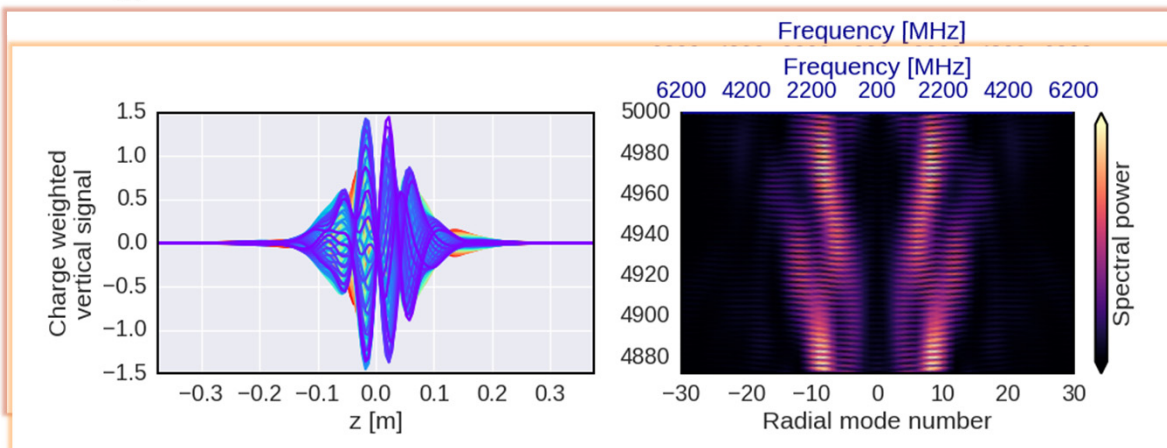 Frequency [MHz]
Frequency [MHz]
6200 4200 2200 200 2200 4200 6200
1.5
1.0
0.5
0.0
−0.5
−1.0
−1.5
Charge weighted
vertical signal
−0.3 −0.2 −0.1 0.0 0.1 0.2 0.3
z [m]
5000
4980
4960
4940
4920
4900
4880
−30 −20 −10 0 10 20 30
Radial mode number
Spectral power